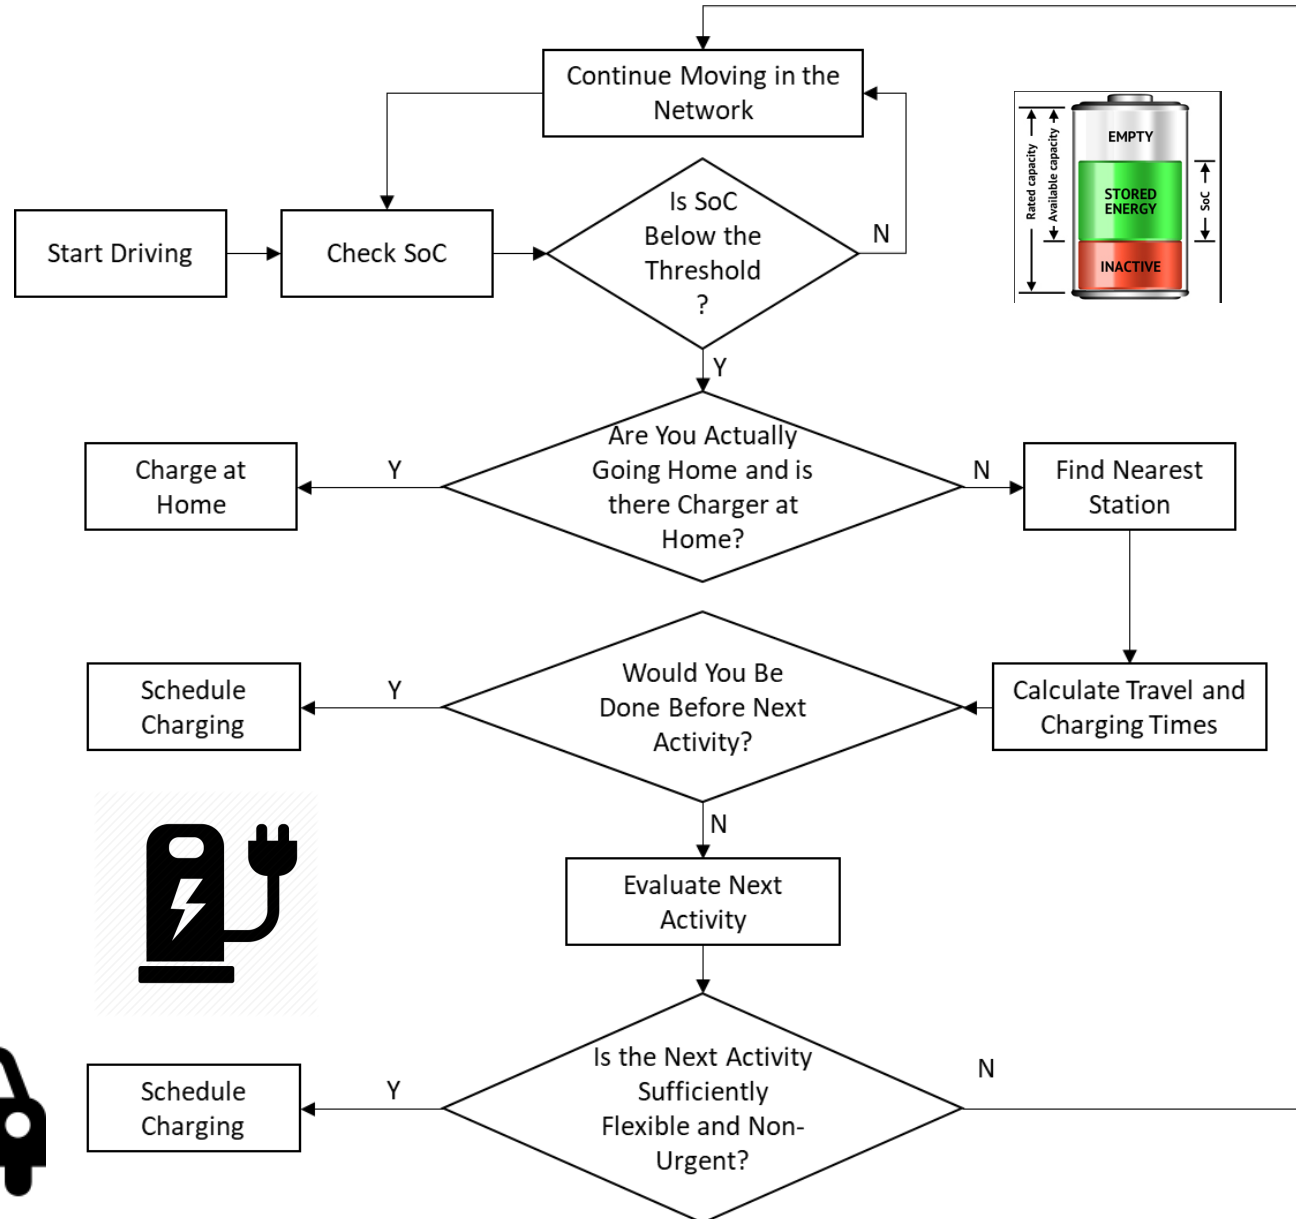 Continue Moving in the
Network
Rated capacity
Available capacity
EMPTY
STORED
ENERGY
INACTIVE
SoC
Start Driving
Check SoC
Is SoC
Below the
Threshold
?
N
Y
Are You Actually
Going Home and is
there Charger at
Home?
Y
N
Charge at
Home
Find Nearest
Station
Schedule
Charging
Y
Would You Be
Done Before Next
Activity?
Calculate Travel and
Charging Times
N
Evaluate Next
Activity
Schedule
Charging
Y
Is the Next Activity
Sufficiently
Flexible and Non-
Urgent?
N